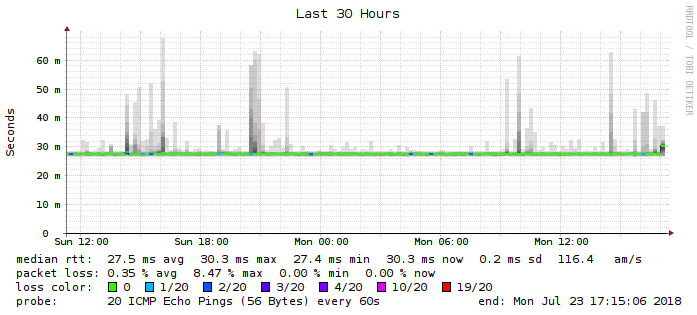 Last 30 Hours
RRDTOOL / TOBI OETIKER
Seconds
60 m
50 m
40 m
30 m
20 m
10 m
0
Sun 12:00 Sun 18:00 Mon 00:00 Mon 06:00 Mon 12:00
median rtt: 27.5 ms avg 30.3 ms max 27.4 ms min 30.3 ms now 0.2 ms sd 116.4 am/s
packet loss: 0.35 % avg 8.47 % max 0.00 % min 0.00 % now
loss color: 0 1/20 2/20 3/20 4/20 10/20 19/20
probe: 20 ICMP Echo Pings (56 Bytes) every 60s end: Mon Jul 23 17:15:06 2018